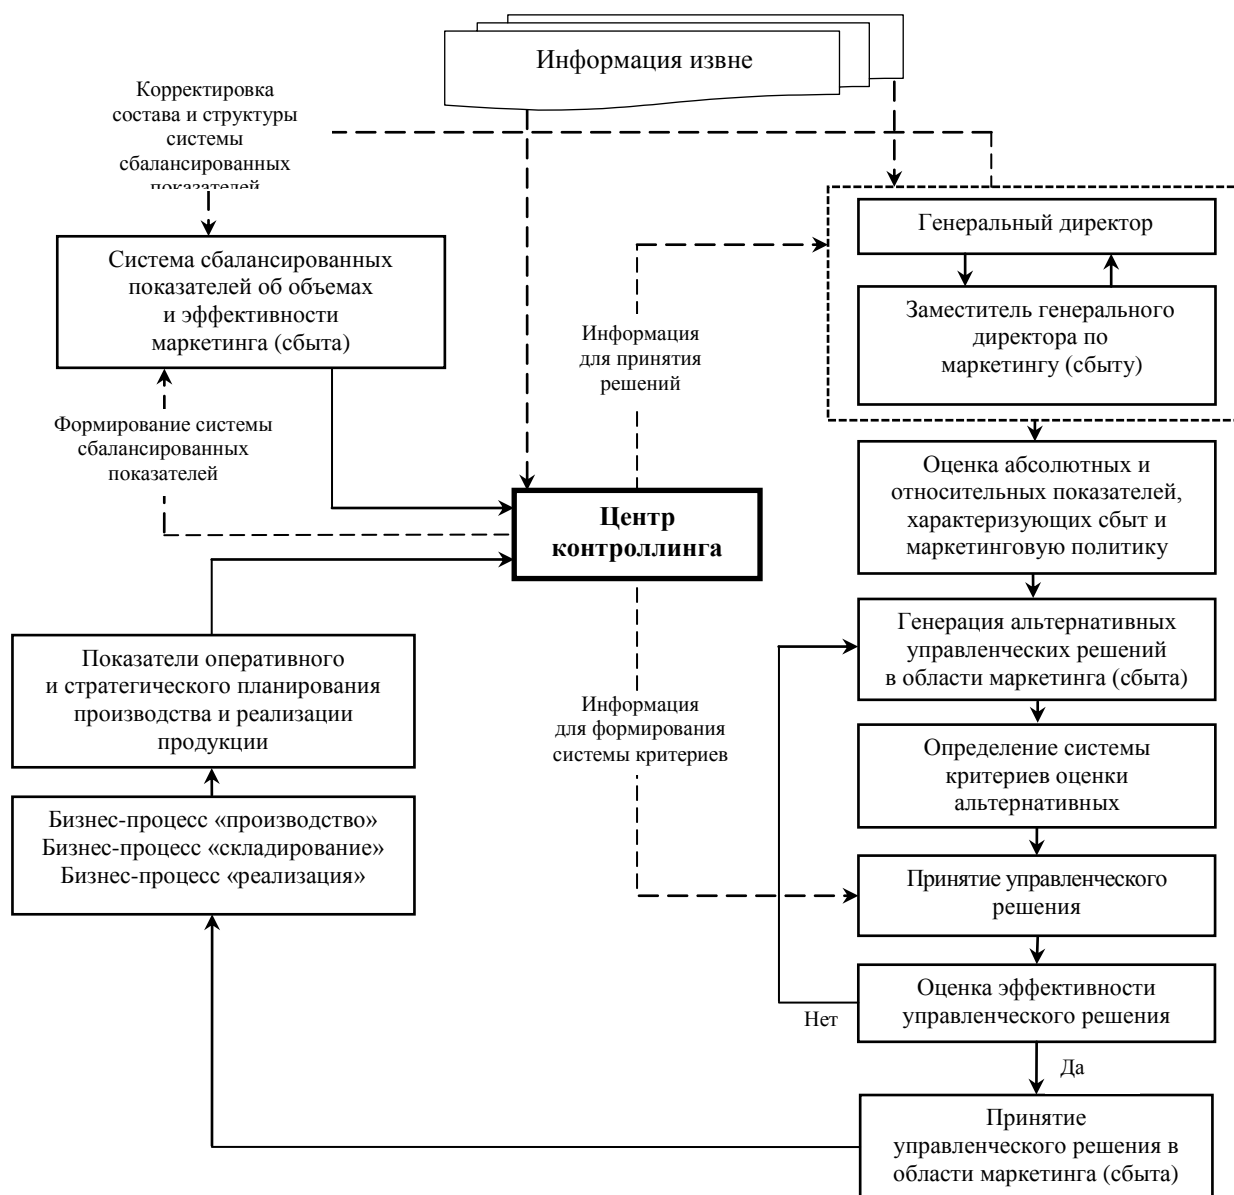 Информация извне
Корректировка
состава и структуры
системы
сбалансированных
показателей
Генеральный директор
Система сбалансированных
показателей об объемах
и эффективности
маркетинга (сбыта)
Заместитель генерального
директора по
маркетингу (сбыту)
Информация
для принятия
решений
Формирование системы
сбалансированных
показателей
Оценка абсолютных и
относительных показателей,
характеризующих сбыт и
маркетинговую политику
Центр
контроллинга
Генерация альтернативных
управленческих решений
в области маркетинга (сбыта)
Показатели оперативного
и стратегического планирования
производства и реализации
продукции
Информация
для формирования
системы критериев
Определение системы
критериев оценки
альтернативных
Бизнес-процесс «производство»
Бизнес-процесс «складирование»
Бизнес-процесс «реализация»
Принятие управленческого
решения
Оценка эффективности
управленческого решения
Нет
Да
Принятие
управленческого решения в
области маркетинга (сбыта)